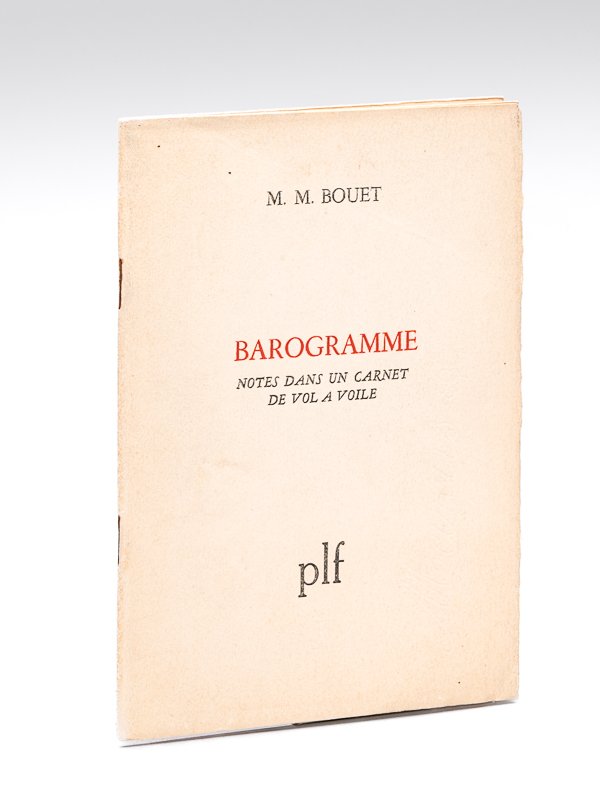 M. M. BOUET
BAROGRAMME
NOTES DANS UN CARNET
DE VOL A VOILE
plf